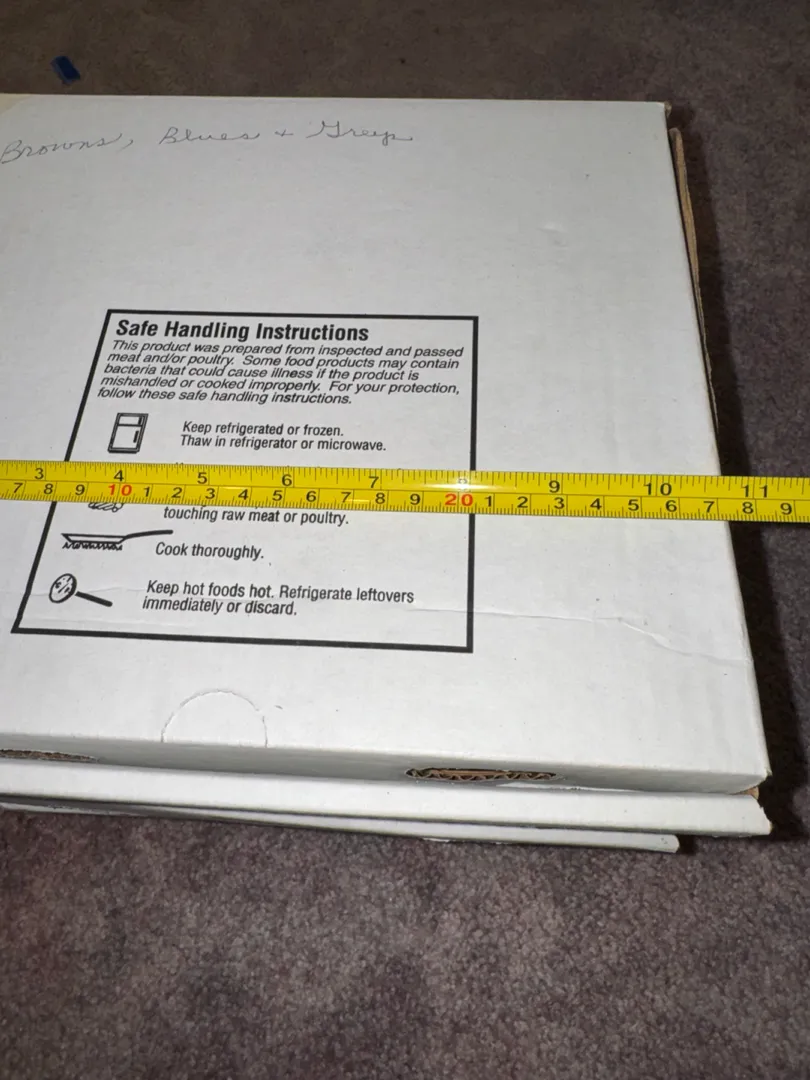 Browns, Blues + Greys
Safe Handling Instructions
This product was prepared from inspected and passed
meat and/or poultry. Some food products may contain
bacteria that could cause illness if the product is
mishandled or cooked improperly. For your protection,
follow these safe handling instructions.
Keep refrigerated or frozen.
Thaw in refrigerator or microwave.
3 4 5 6 7 8 9 10 11
7 8 9 10 1 2 3 4 5 6 7 8 9 20 1 2 3 4 5 6 7 8 9
touching raw meat or poultry.
Cook thoroughly.
Keep hot foods hot. Refrigerate leftovers
immediately or discard.